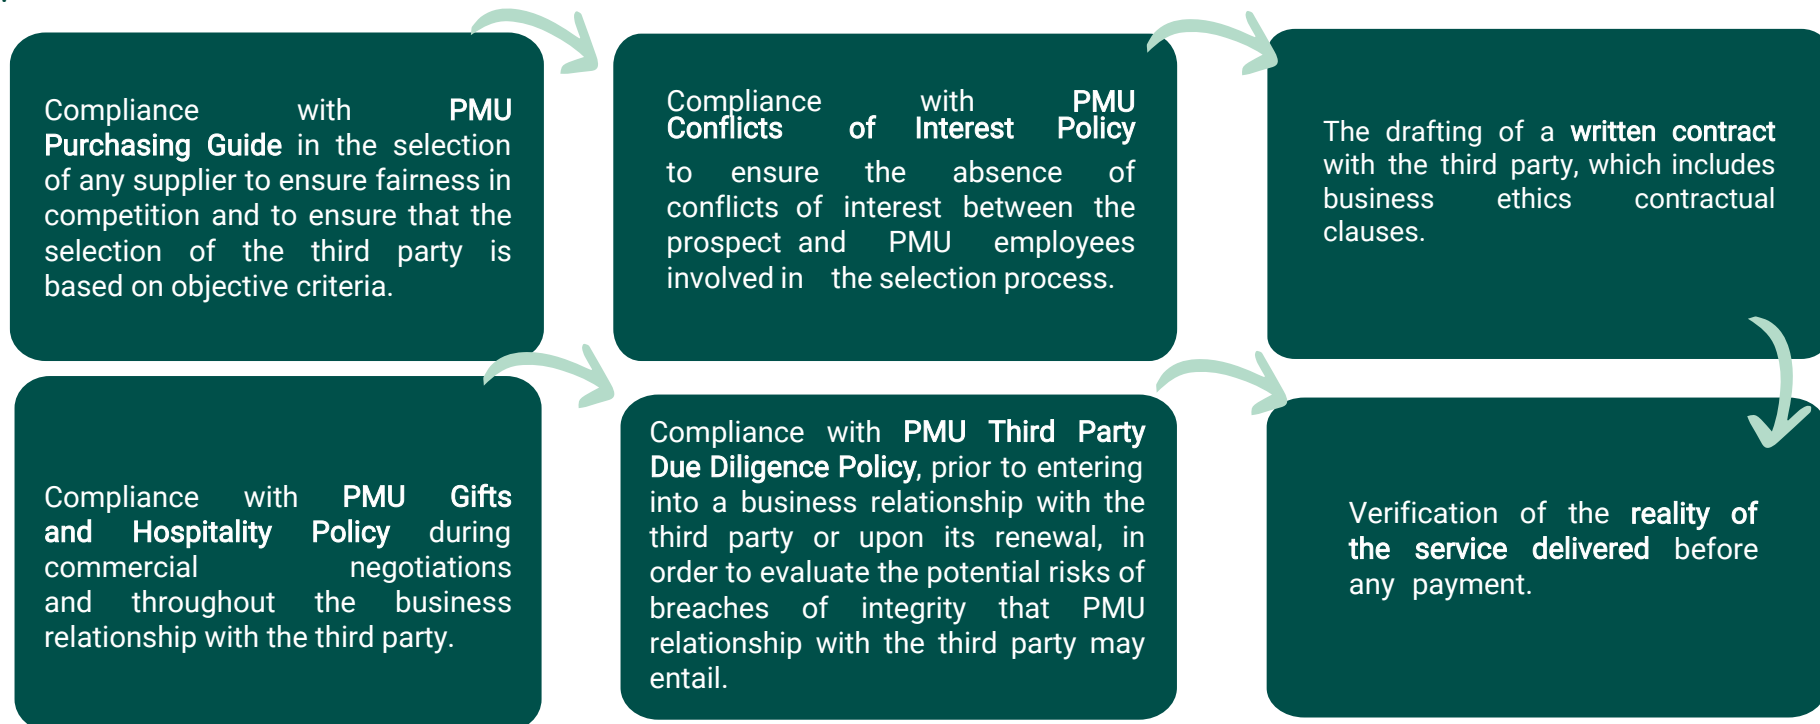 Compliance with PMU
Purchasing Guide in the selection
of any supplier to ensure fairness in
competition and to ensure that the
selection of the third party is
based on objective criteria.
Compliance with PMU
Conflicts of Interest Policy
to ensure the absence of
conflicts of interest between the
prospect and PMU employees
involved in the selection process.
The drafting of a written contract
with the third party, which includes
business ethics contractual
clauses.
Compliance with PMU Gifts
and Hospitality Policy during
commercial negotiations
and throughout the business
relationship with the third party.
Compliance with PMU Third Party
Due Diligence Policy, prior to entering
into a business relationship with the
third party or upon its renewal, in
order to evaluate the potential risks of
breaches of integrity that PMU
relationship with the third party may
entail.
Verification of the reality of
the service delivered before
any payment.